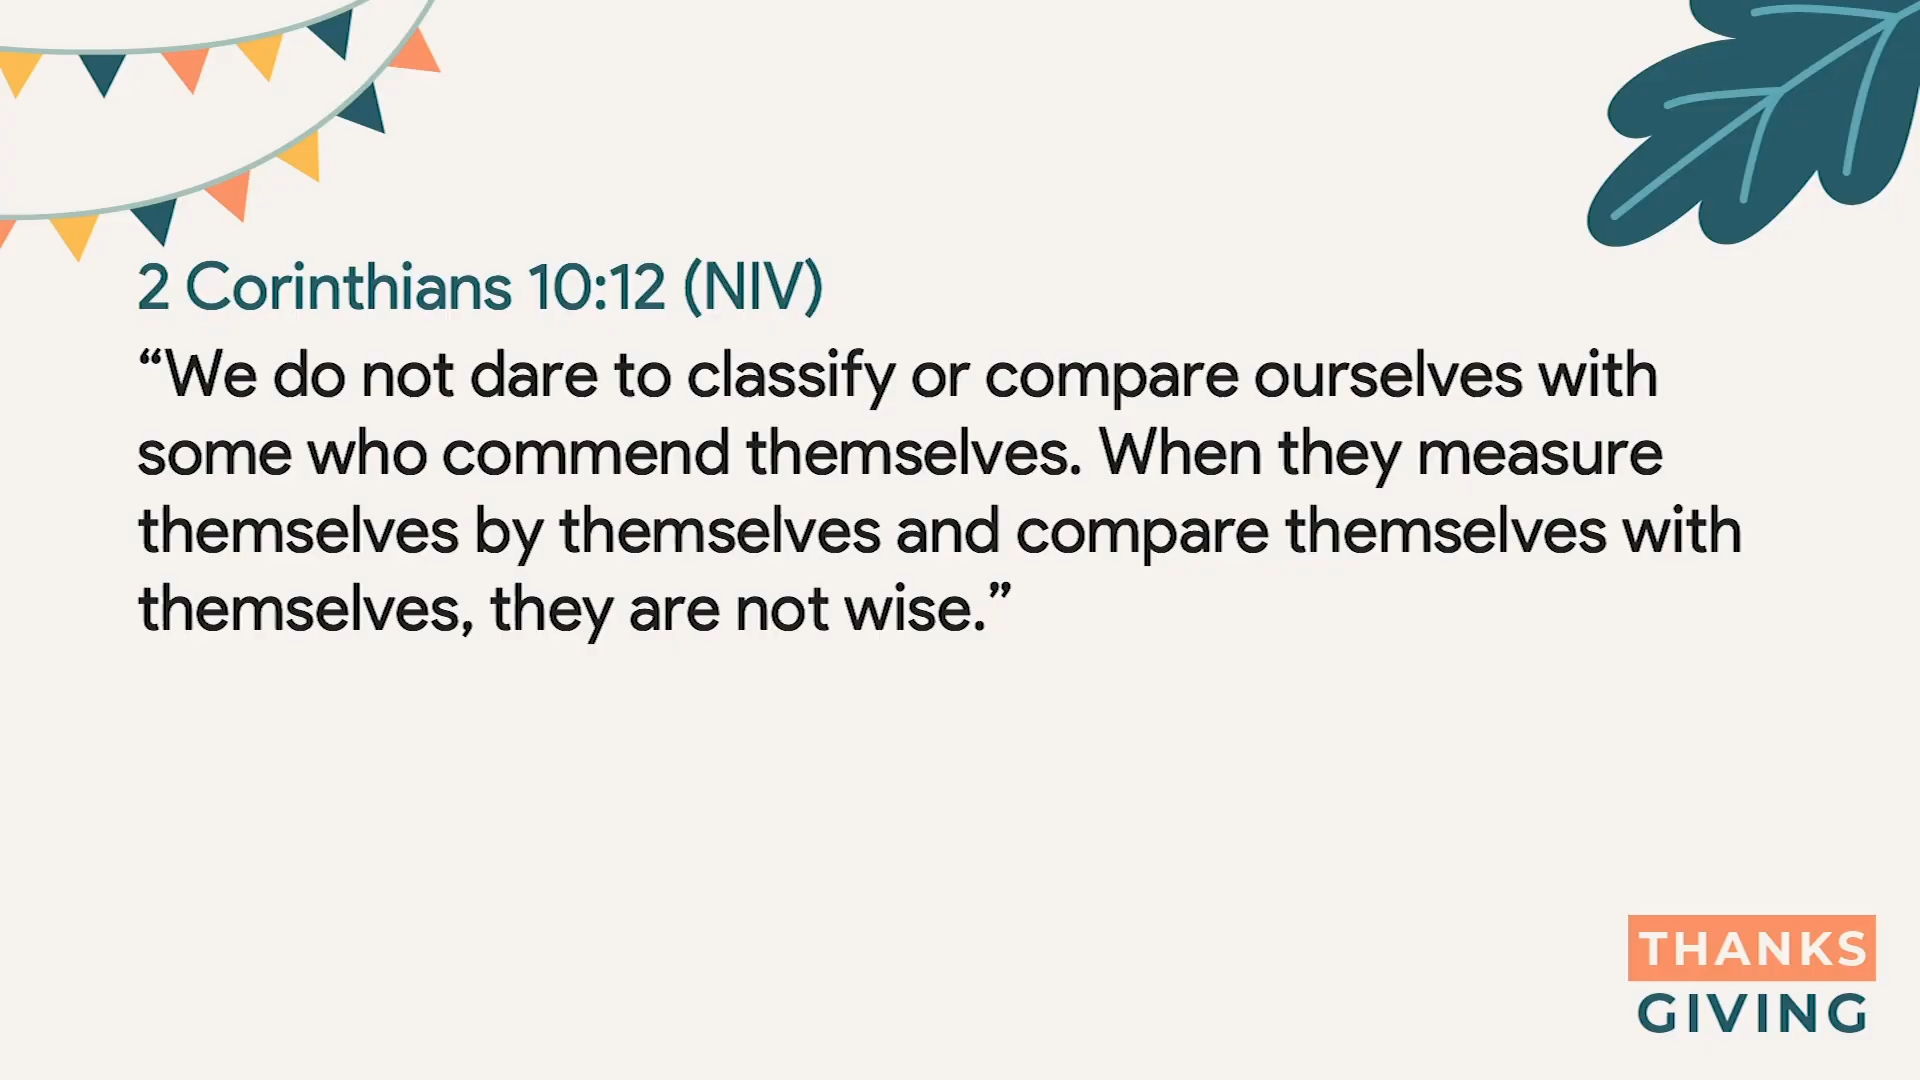 2 Corinthians 10:12 (NIV)
“We do not dare to classify or compare ourselves with
some who commend themselves. When they measure
themselves by themselves and compare themselves with
themselves, they are not wise.”
THANKS
GIVING